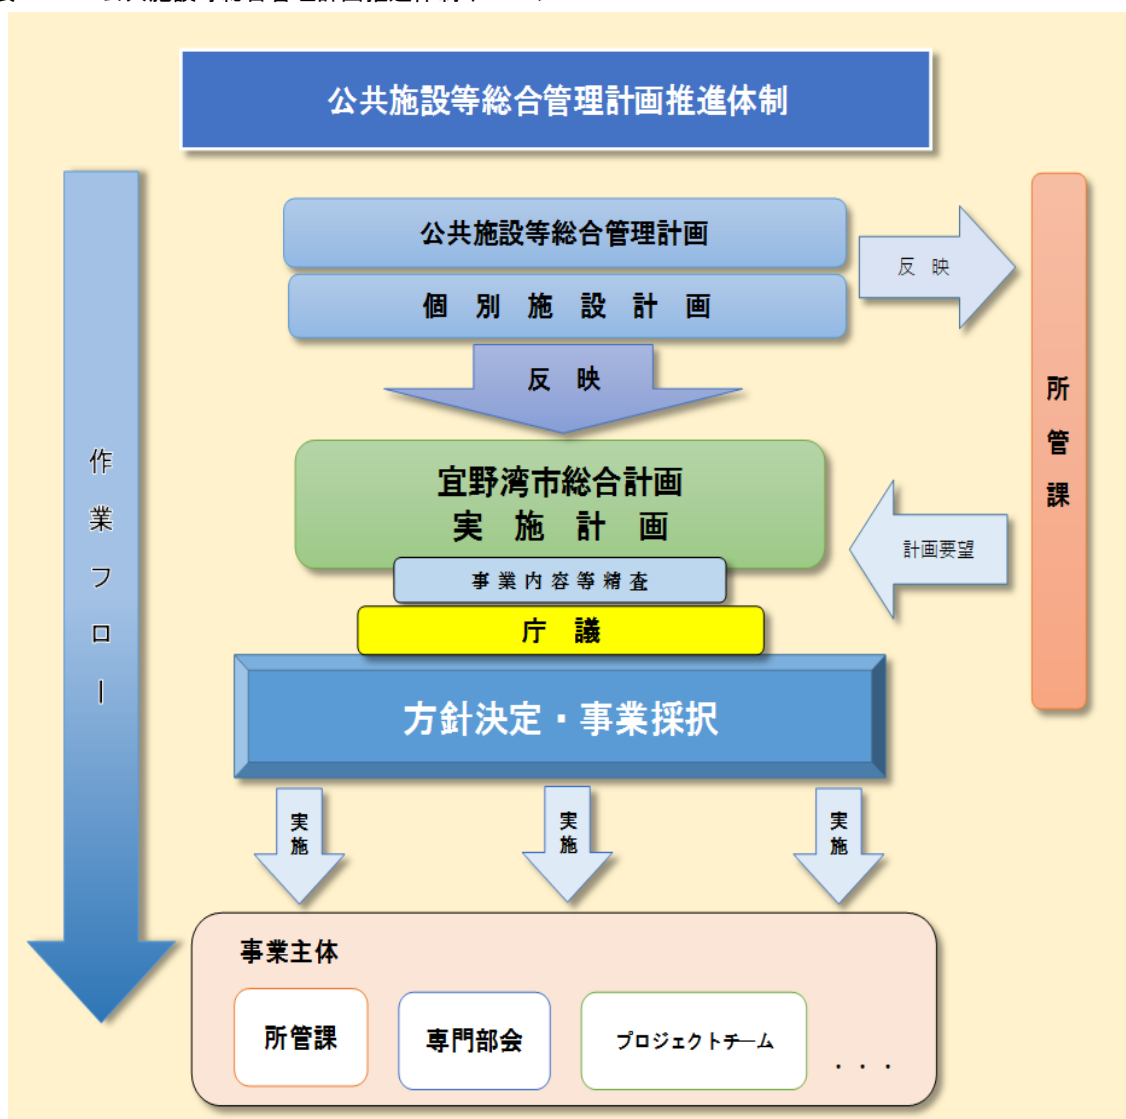 公共施設等総合管理計画推進体制
公共施設等総合管理計画
反 映
個 別 施 設 計 画
反 映
所管課
作業フロー
宜野湾市総合計画
実 施 計 画
計画要望
事 業 内 容 等 精 査
庁 議
方針決定・事業採択
実施
実施
実施
事業主体
所管課
専門部会
プロジェクトチーム
・・・